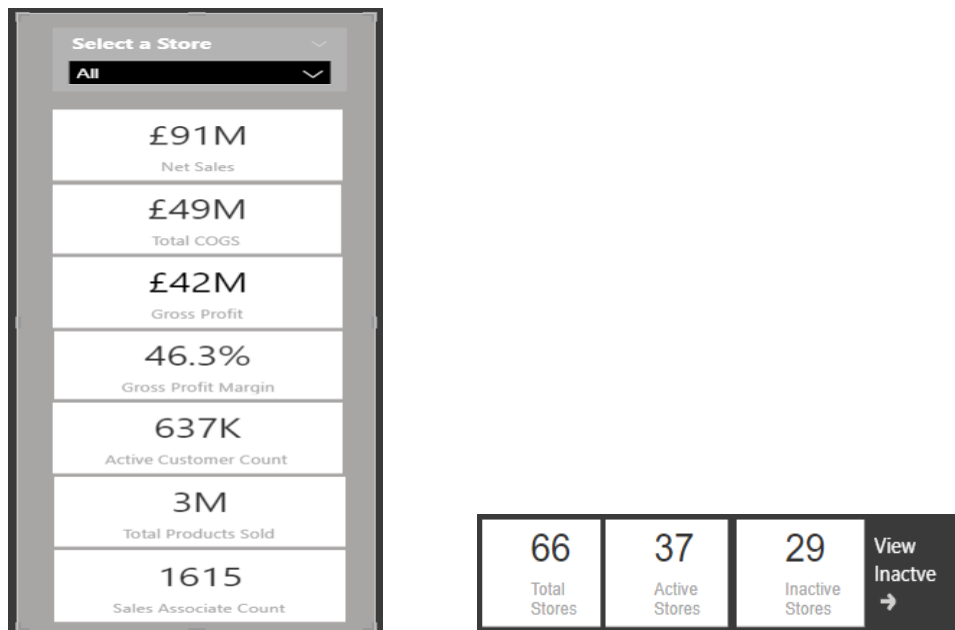 Select a Store
All
£91M
Net Sales
£49M
Total COGS
£42M
Gross Profit
46.3%
Gross Profit Margin
637K
Active Customer Count
3M
Total Products Sold
1615
Sales Associate Count
66
Total
Stores
37
Active
Stores
29
Inactive
Stores
View
Inactve